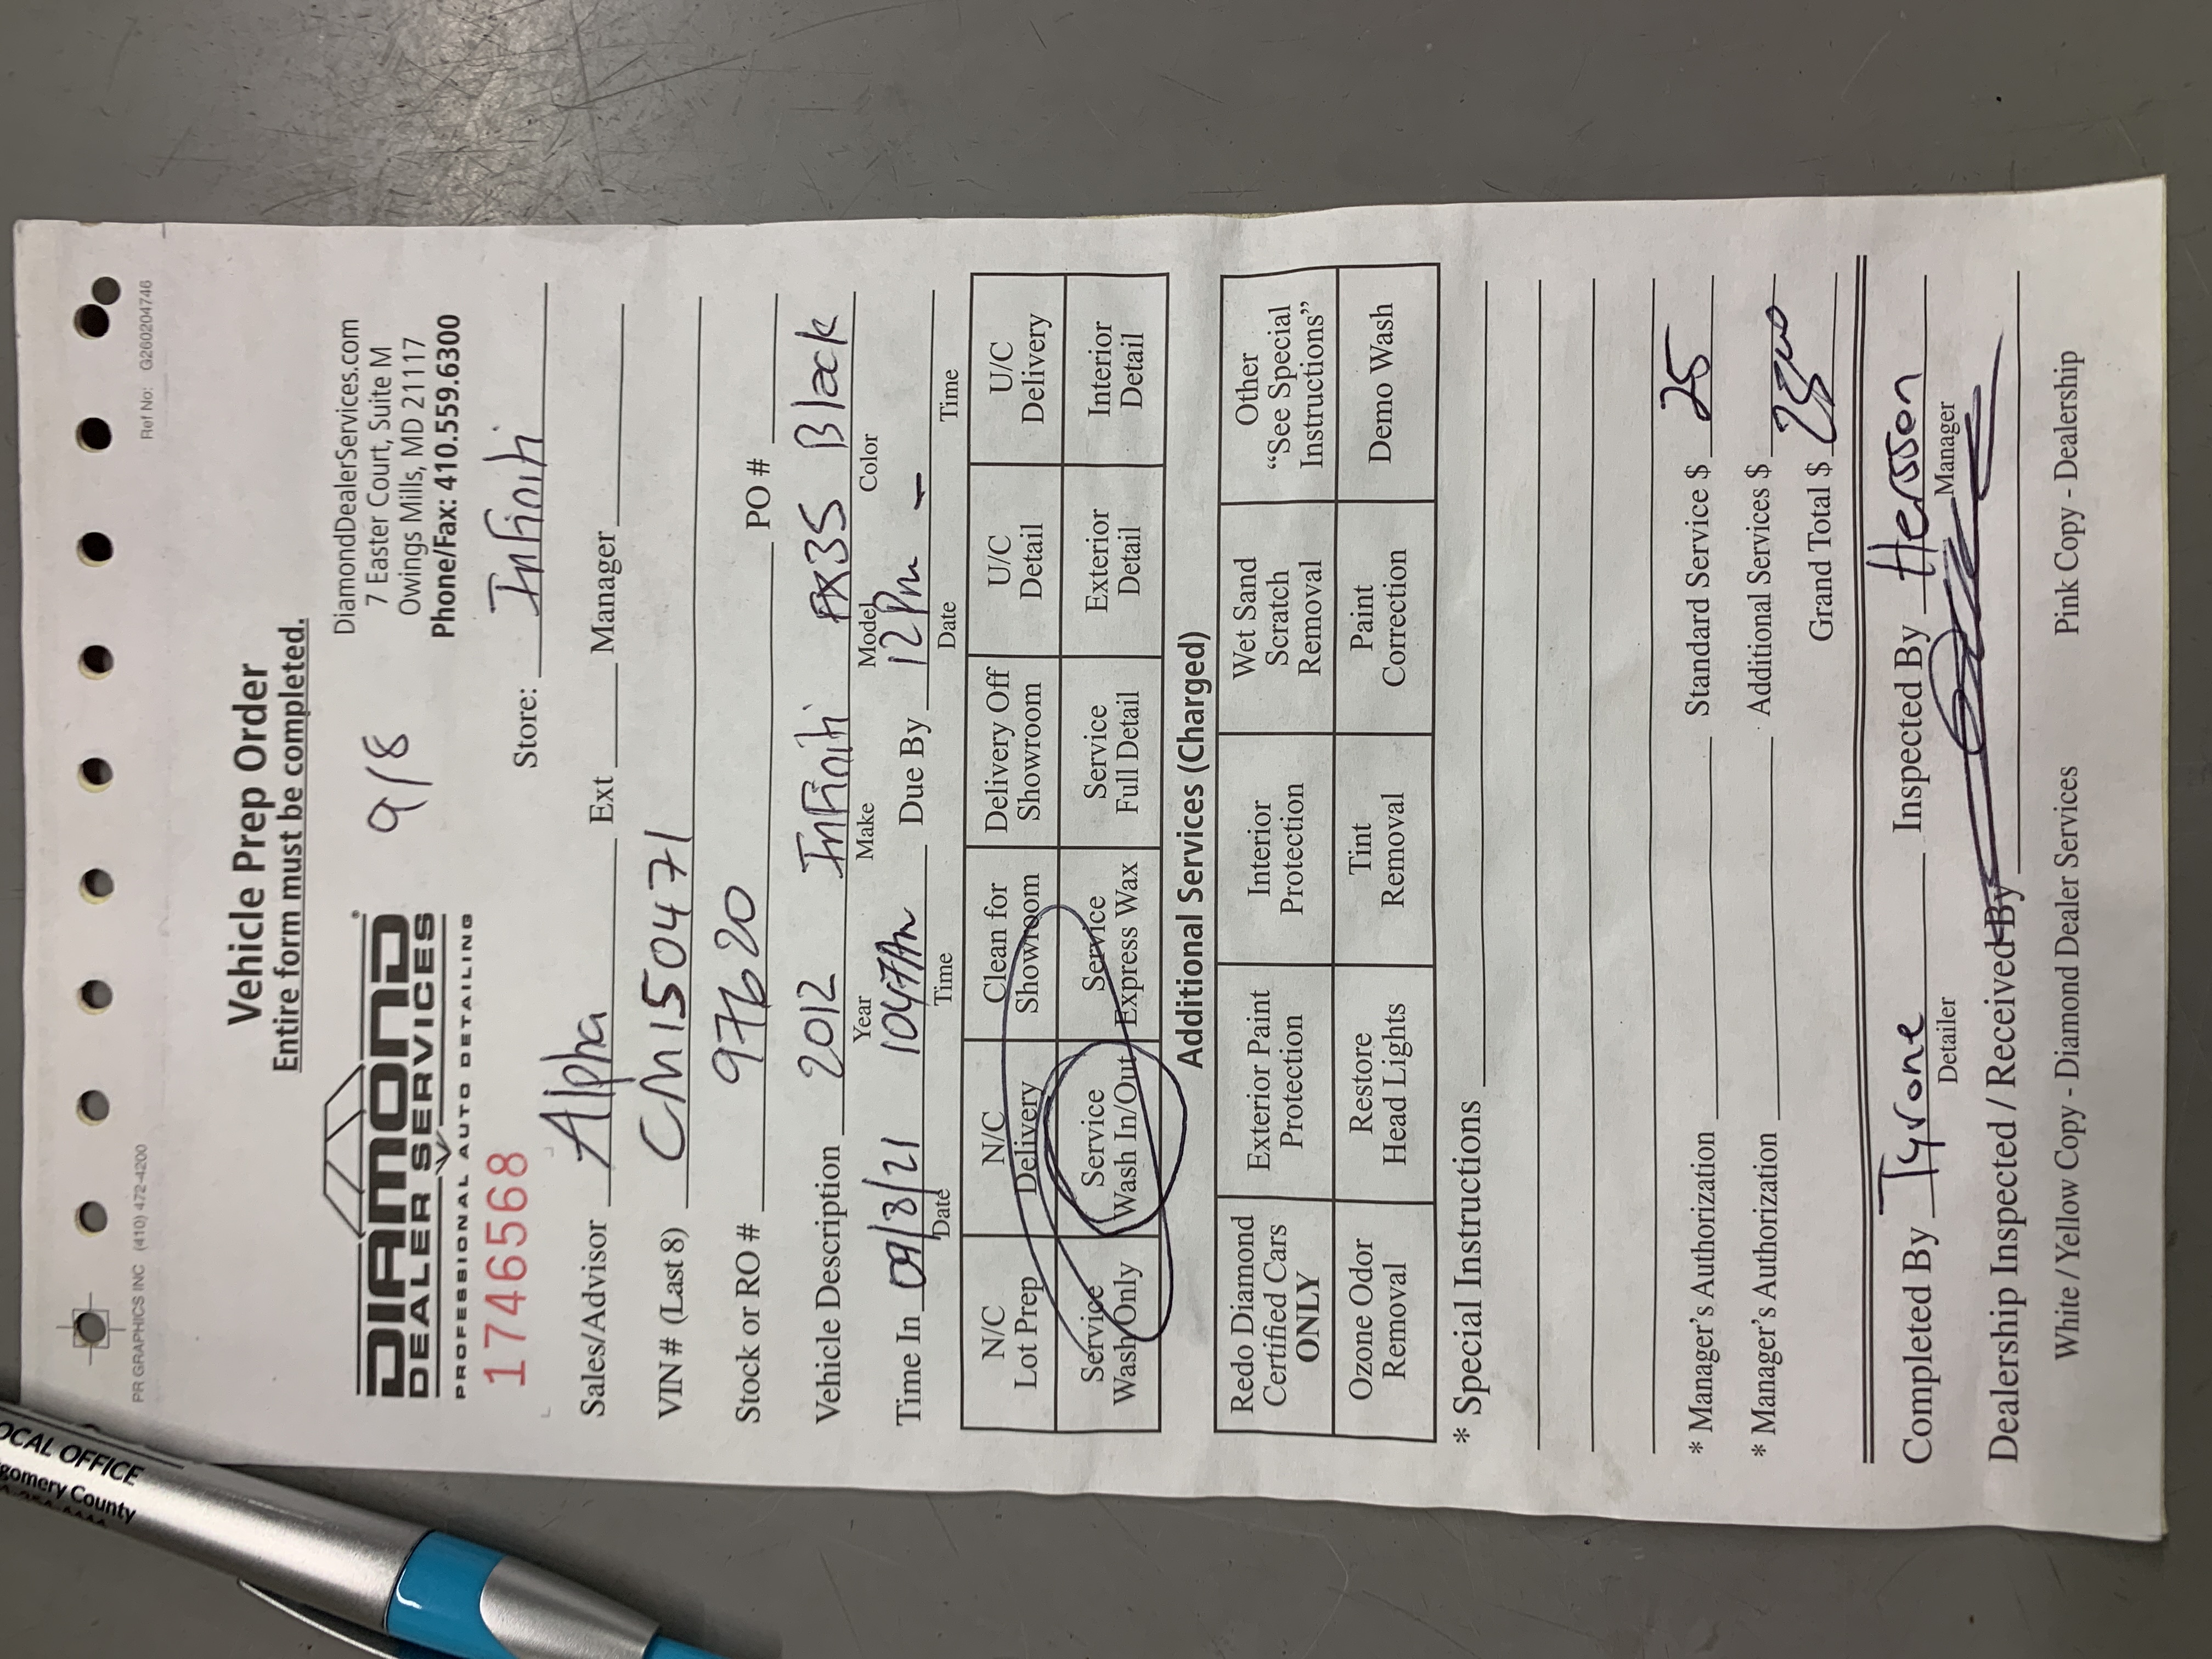 PR GRAPHICS INC (410) 472-4200 Ref No: G260204746
Vehicle Prep Order
Entire form must be completed.
DIAMOND®
DEALER SERVICES
PROFESSIONAL AUTO DETAILING
9/8
DiamondDealerServices.com
7 Easter Court, Suite M
Owings Mills, MD 21117
Phone/Fax: 410.559.6300
1746568
Store: Infiniti
Sales/Advisor Alpha Ext Manager
VIN # (Last 8) CM150471
Stock or RO # 97620 PO #
Vehicle Description 2012 Infiniti FX35 Black
Year Make Model Color
Time In 09/8/21 1047Am Due By 12 Pm -
Date Time Date Time
N/C Lot Prep N/C Delivery Clean for Showroom Delivery Off Showroom U/C Detail U/C Delivery
Service Wash Only Service Wash In/Out Service Express Wax Service Full Detail Exterior Detail Interior Detail
Additional Services (Charged)
Redo Diamond Certified Cars ONLY Exterior Paint Protection Interior Protection Wet Sand Scratch Removal Other "See Special Instructions"
Ozone Odor Removal Restore Head Lights Tint Removal Paint Correction Demo Wash
* Special Instructions
* Manager's Authorization Standard Service $ 25
* Manager's Authorization Additional Services $
Grand Total $
Completed By Tyrone Inspected By Hersson
Detailer Manager
Dealership Inspected / Received By
White / Yellow Copy - Diamond Dealer Services Pink Copy - Dealership
LOCAL OFFICE
gomery County